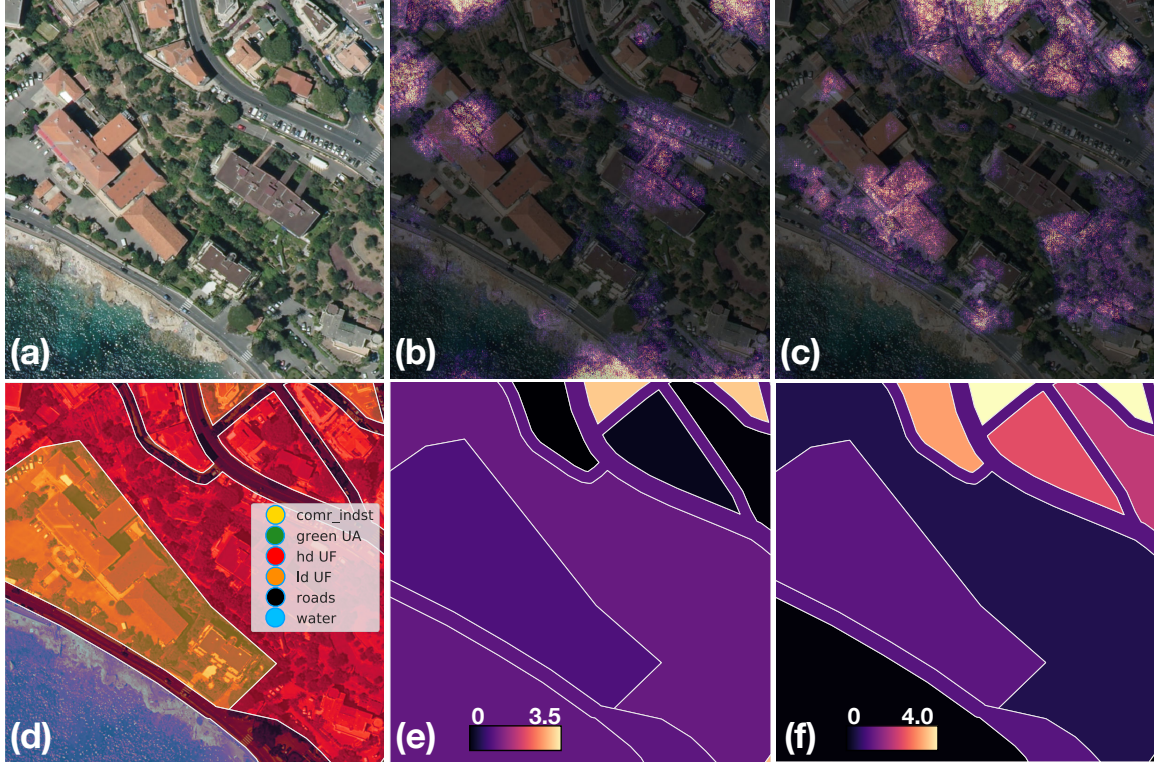 (a)
(b)
(c)
comr_indst
green UA
hd UF
ld UF
roads
water
(d)
0 3.5
(e)
0 4.0
(f)